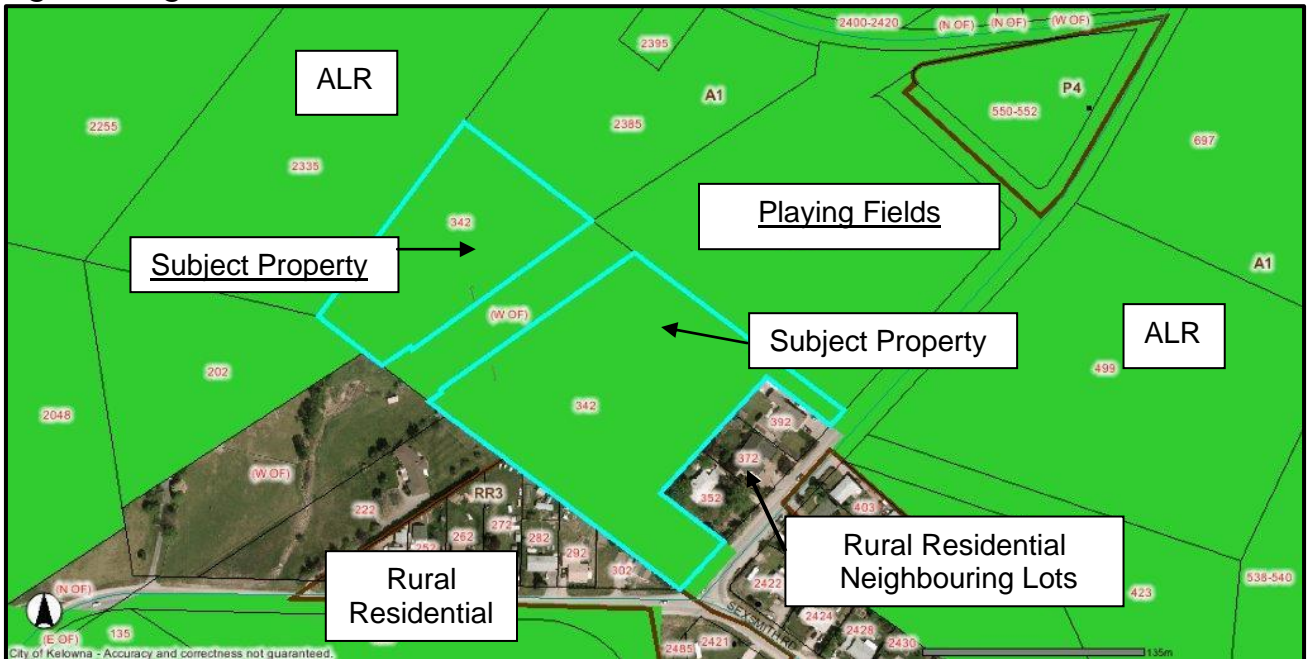 2400-2420
(N OF)
(N OF)
(W OF)
2395
ALR
A1
P4
550-552
2255
2385
697
2335
Playing Fields
342
Subject Property
A1
(W OF)
Subject Property
ALR
202
499
2048
342
392
372
(W OF)
352
RR3
403
222
272
262
282
252
292
302
Rural
Residential
Rural Residential
Neighbouring Lots
2422
2424
2428
2430
423
538-540
(N OF)
SEXSMITH RD
(E OF)
135
2485
2421
City of Kelowna - Accuracy and correctness not guaranteed.
135m